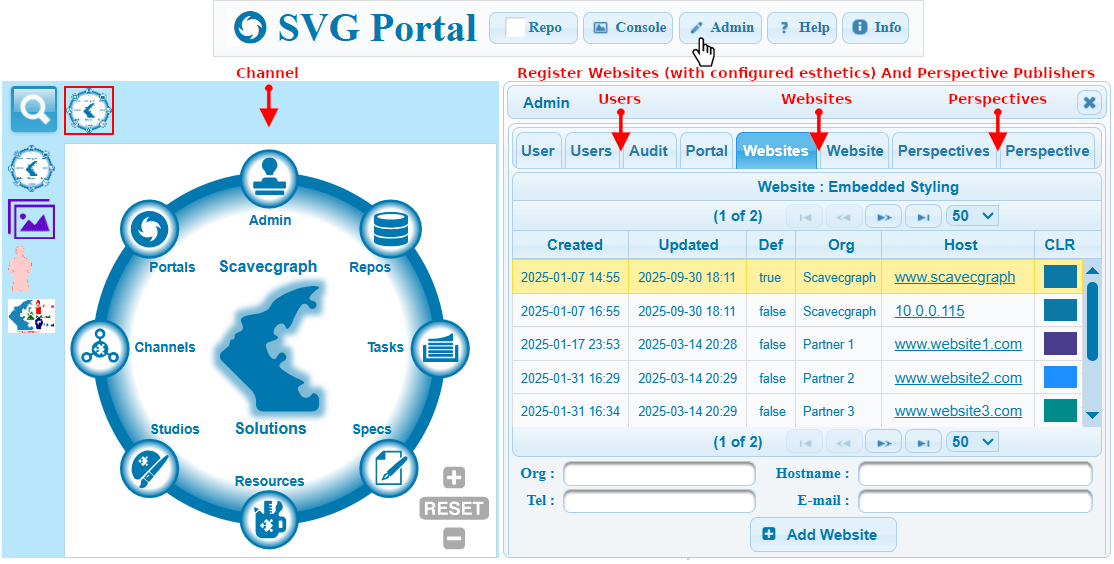 SVG Portal Repo Console Admin Help Info
Channel
Register Websites (with configured esthetics) And Perspective Publishers
Users Websites Perspectives
Admin
User Users Audit Portal Websites Website Perspectives Perspective
Website : Embedded Styling
(1 of 2) 50
Created Updated Def Org Host CLR
2025-01-07 14:55 2025-09-30 18:11 true Scavecgraph www.scavecgraph
2025-01-07 16:55 2025-09-30 18:11 false Scavecgraph 10.0.0.115
2025-01-17 23:53 2025-03-14 20:28 false Partner 1 www.website1.com
2025-01-31 16:29 2025-03-14 20:29 false Partner 2 www.website2.com
2025-01-31 16:34 2025-03-14 20:29 false Partner 3 www.website3.com
(1 of 2) 50
Org : Hostname :
Tel : E-mail :
Add Website
Admin
Portals Scavecgraph Repos
Channels Tasks
Studios Solutions Specs
Resources
RESET